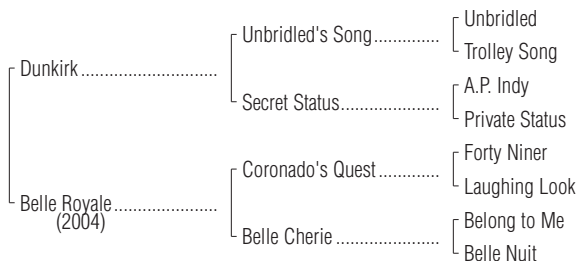 Unbridled
Unbridled's Song..............
Trolley Song
Dunkirk.............................
A.P. Indy
Secret Status.....................
Private Status
Forty Niner
Coronado's Quest.............
Laughing Look
Belle Royale......................
(2004)
Belong to Me
Belle Cherie......................
Belle Nuit